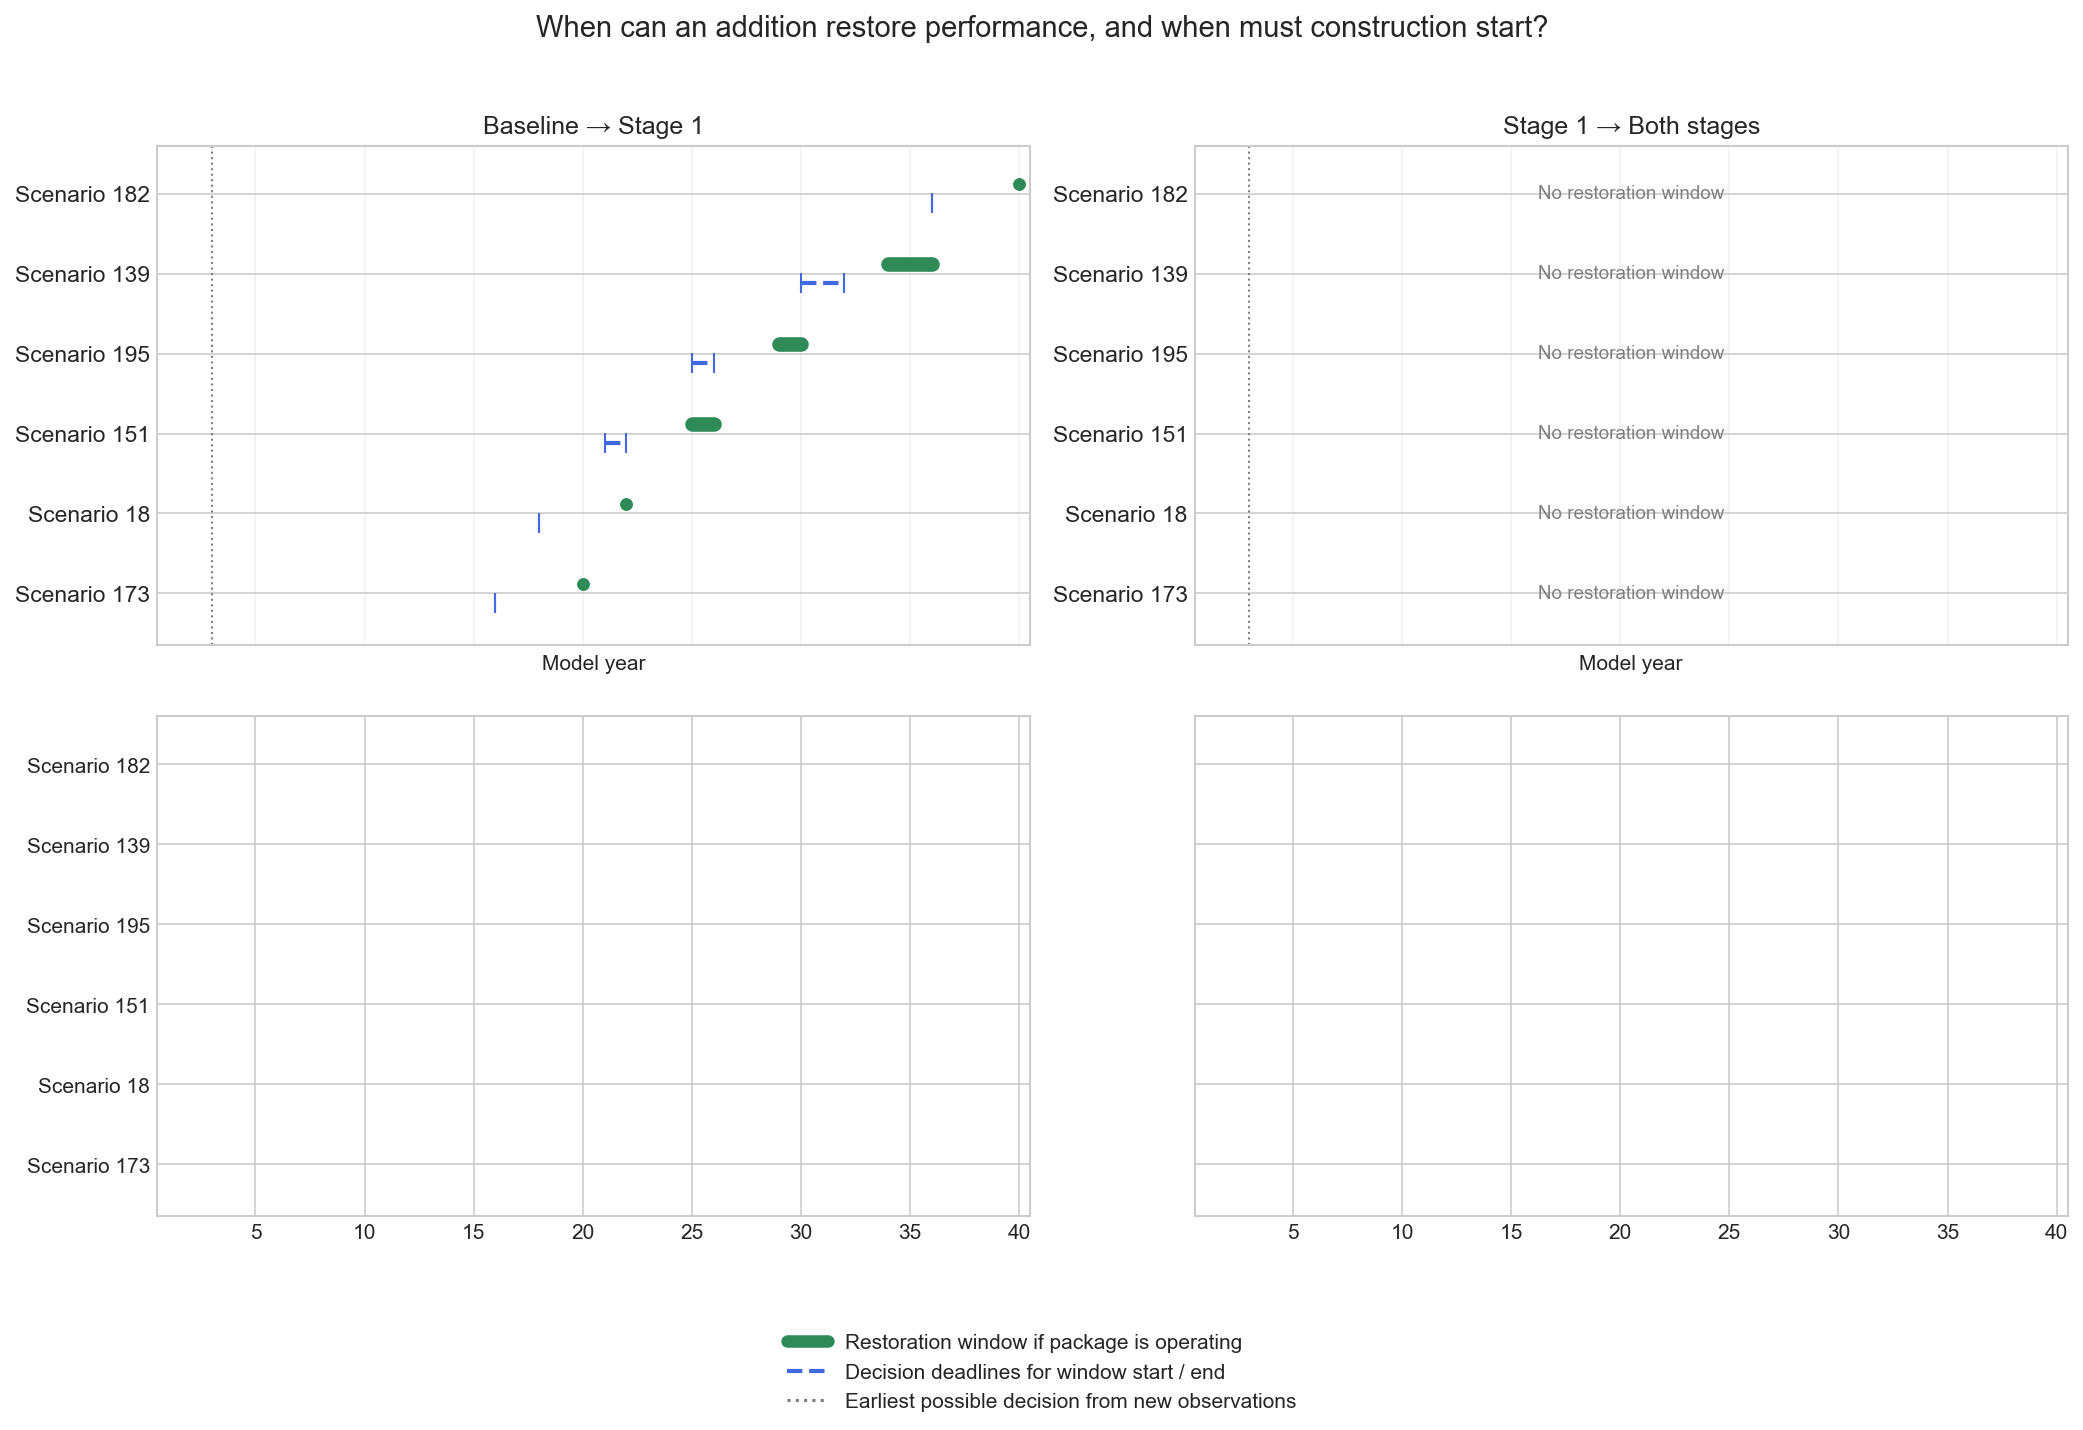 When can an addition restore performance, and when must construction start?
Baseline → Stage 1
Scenario 182
Scenario 139
Scenario 195
Scenario 151
Scenario 18
Scenario 173
Model year
Stage 1 → Both stages
Scenario 182
No restoration window
Scenario 139
No restoration window
Scenario 195
No restoration window
Scenario 151
No restoration window
Scenario 18
No restoration window
Scenario 173
No restoration window
Model year
Scenario 182
Scenario 139
Scenario 195
Scenario 151
Scenario 18
Scenario 173
5 10 15 20 25 30 35 40
5 10 15 20 25 30 35 40
Restoration window if package is operating
Decision deadlines for window start / end
Earliest possible decision from new observations